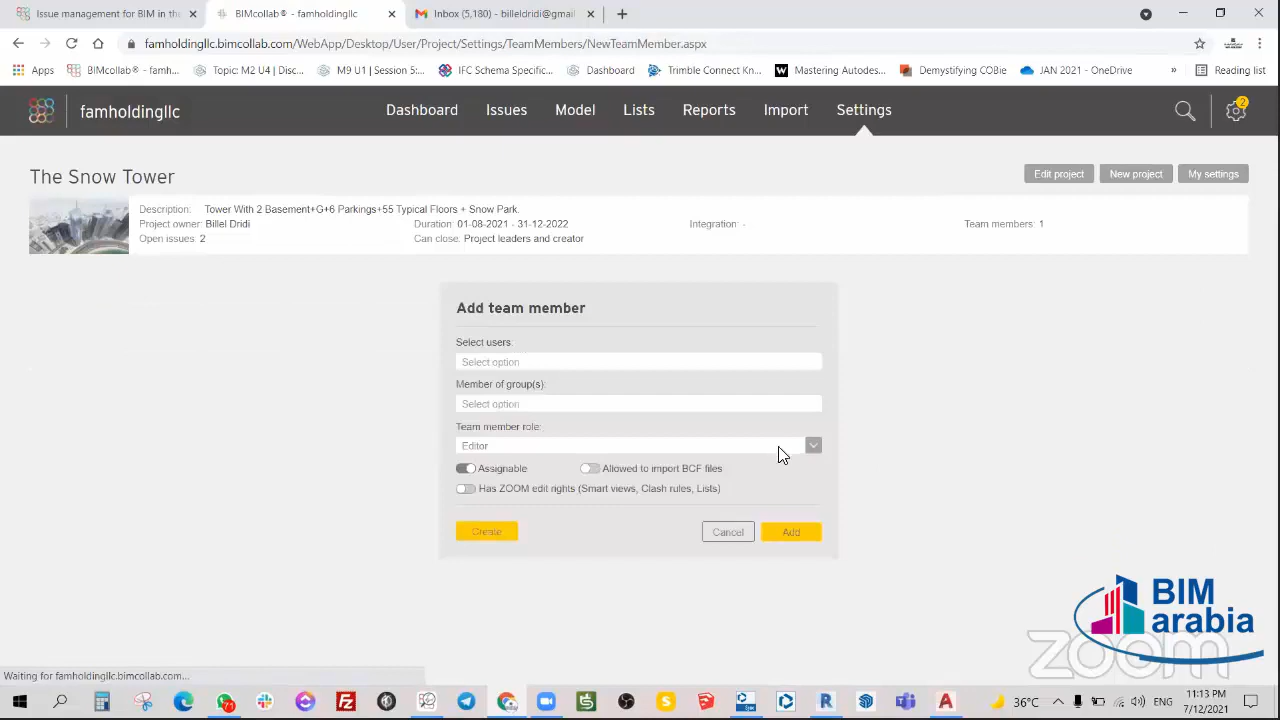 Issue management for BIM in the
BIMcollab® - famholdingllc
Inbox (5,180) - billeldridi@gmail
famholdingllc.bimcollab.com/WebApp/Desktop/User/Project/Settings/TeamMembers/NewTeamMember.aspx
Apps
BIMcollab® - famh...
Topic: M2 U4 | Disc...
M9 U1 | Session 5:...
IFC Schema Specific...
Dashboard
Trimble Connect Kn...
Mastering Autodes...
Demystifying COBie
JAN 2021 - OneDrive
»
Reading list
famholdingllc
Dashboard
Issues
Model
Lists
Reports
Import
Settings
2
The Snow Tower
Edit project
New project
My settings
Description: Tower With 2 Basement+G+6 Parkings+55 Typical Floors + Snow Park.
Project owner: Billel Dridi
Duration: 01-08-2021 - 31-12-2022
Integration: -
Team members: 1
Open issues: 2
Can close: Project leaders and creator
Add team member
Select users:
Select option
Member of group(s):
Select option
Team member role:
Editor
Assignable
Allowed to import BCF files
Has ZOOM edit rights (Smart views, Clash rules, Lists)
Create
Cancel
Add
BIM
arabia
zoom
Waiting for famholdingllc.bimcollab.com...
36°C
ENG
11:13 PM
7/12/2021